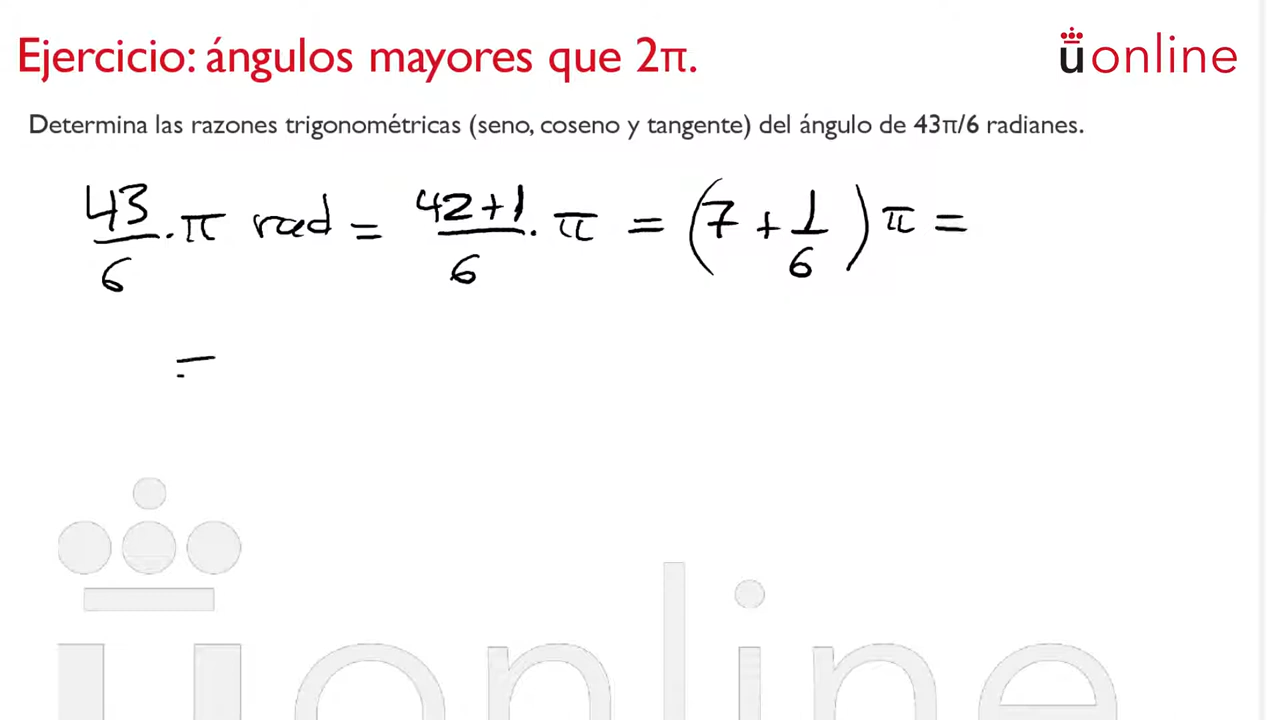 Ejercicio: ángulos mayores que 2π.
üonline
Determina las razones trigonométricas (seno, coseno y tangente) del ángulo de 43π/6 radianes.
43/6 · π rad = 42+1/6 · π = (7 + 1/6) π =
=
üonline